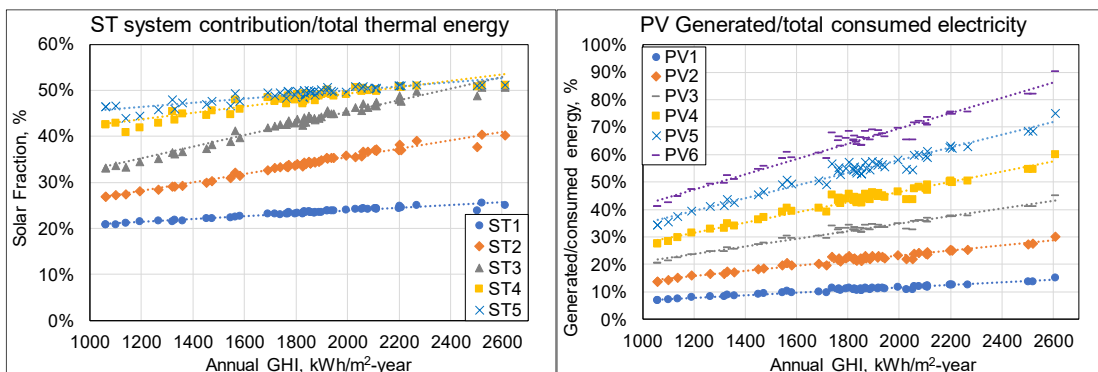 ST system contribution/total thermal energy
60%
50%
40%
30%
20%
10%
0%
Solar Fraction, %
1000 1200 1400 1600 1800 2000 2200 2400 2600
Annual GHI, kWh/m²-year
ST1
ST2
ST3
ST4
ST5
PV Generated/total consumed electricity
100%
90%
80%
70%
60%
50%
40%
30%
20%
10%
0%
Generated/consumed energy, %
PV1
PV2
PV3
PV4
PV5
PV6
1000 1200 1400 1600 1800 2000 2200 2400 2600
Annual GHI, kWh/m²-year